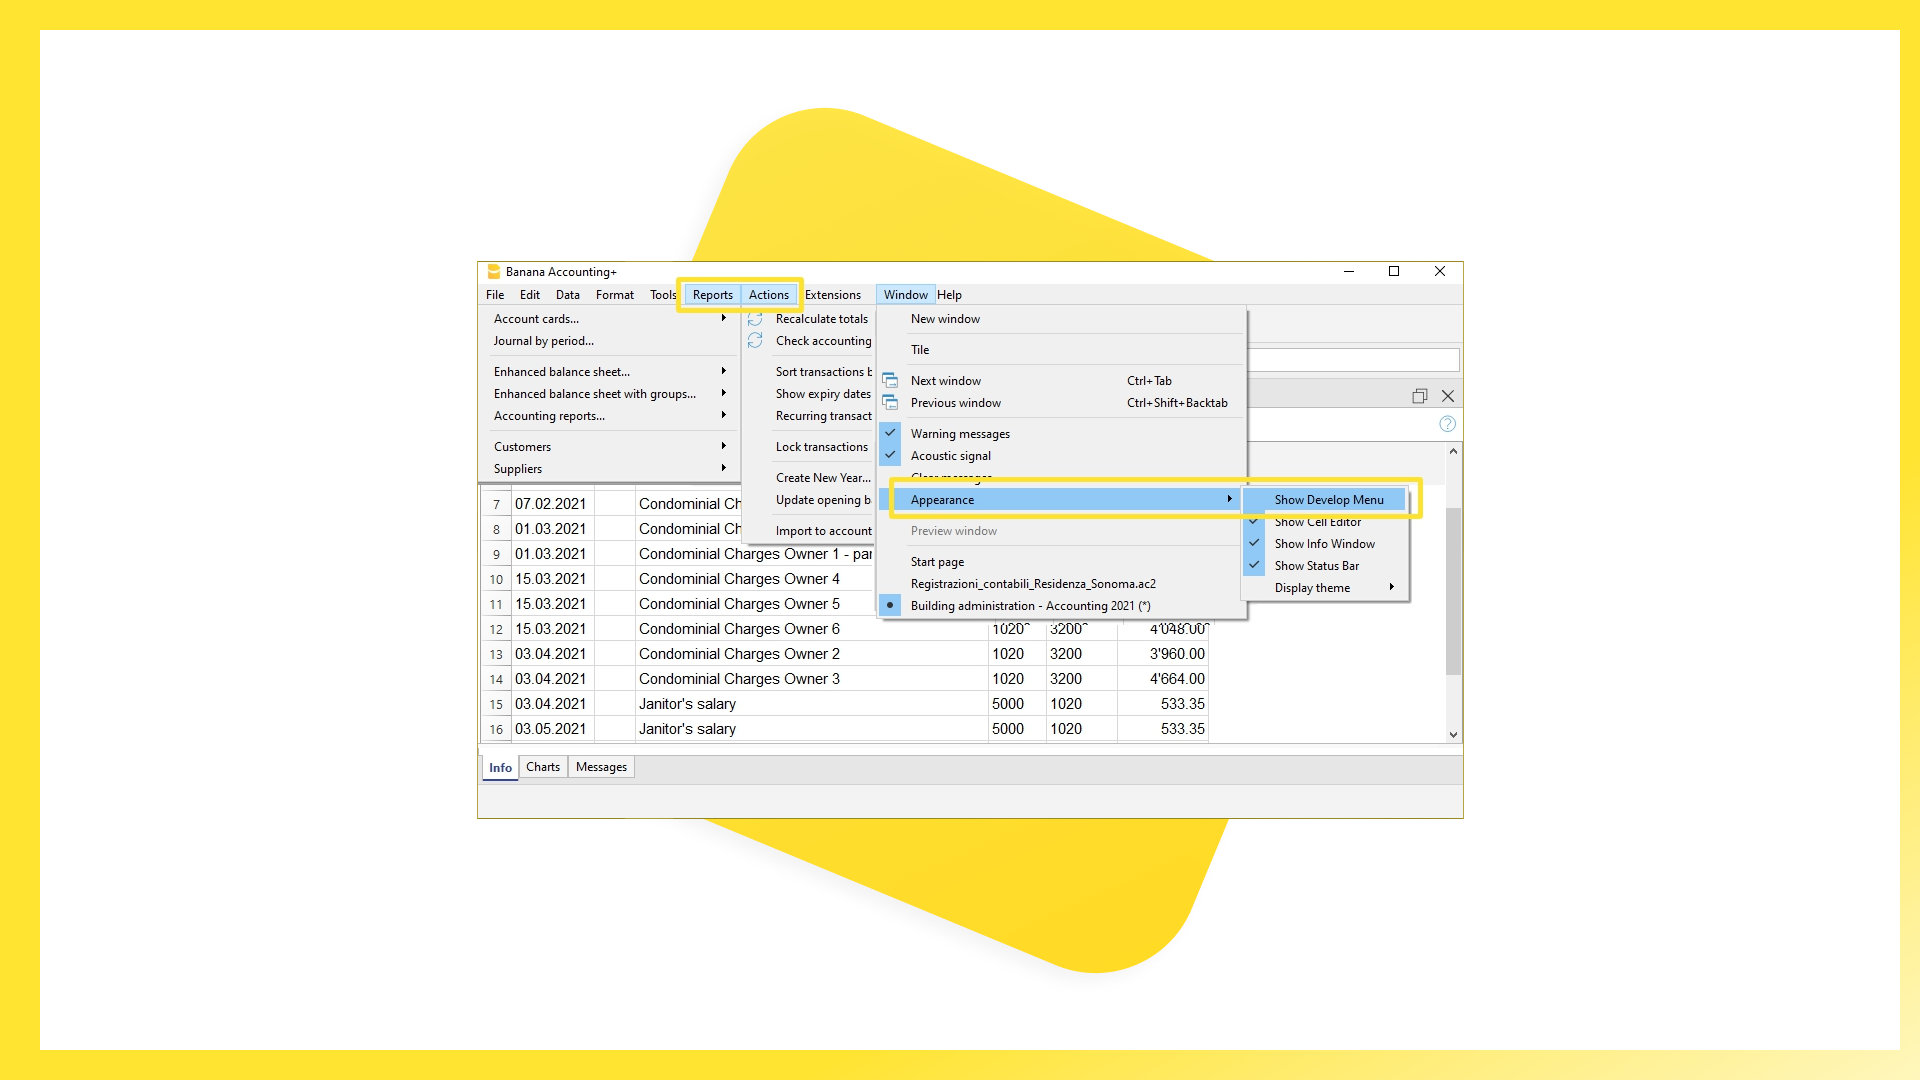 Banana Accounting+
File Edit Data Format Tools Reports Actions Extensions Window Help
Account cards...
Journal by period...
Enhanced balance sheet...
Enhanced balance sheet with groups...
Accounting reports...
Customers
Suppliers
Recalculate totals
Check accounting
Sort transactions b
Show expiry dates
Recurring transact
Lock transactions
Create New Year...
Update opening b
Import to account
New window
Tile
Next window Ctrl+Tab
Previous window Ctrl+Shift+Backtab
Warning messages
Acoustic signal
Clear messages
Appearance
Preview window
Start page
Registrazioni_contabili_Residenza_Sonoma.ac2
Building administration - Accounting 2021 (*)
Show Develop Menu
Show Cell Editor
Show Info Window
Show Status Bar
Display theme
?
7 07.02.2021 Condominial Ch
8 01.03.2021 Condominial Ch
9 01.03.2021 Condominial Charges Owner 1 - par
10 15.03.2021 Condominial Charges Owner 4
11 15.03.2021 Condominial Charges Owner 5
12 15.03.2021 Condominial Charges Owner 6 1020 3200 4'048.00
13 03.04.2021 Condominial Charges Owner 2 1020 3200 3'960.00
14 03.04.2021 Condominial Charges Owner 3 1020 3200 4'664.00
15 03.04.2021 Janitor's salary 5000 1020 533.35
16 03.05.2021 Janitor's salary 5000 1020 533.35
Info Charts Messages